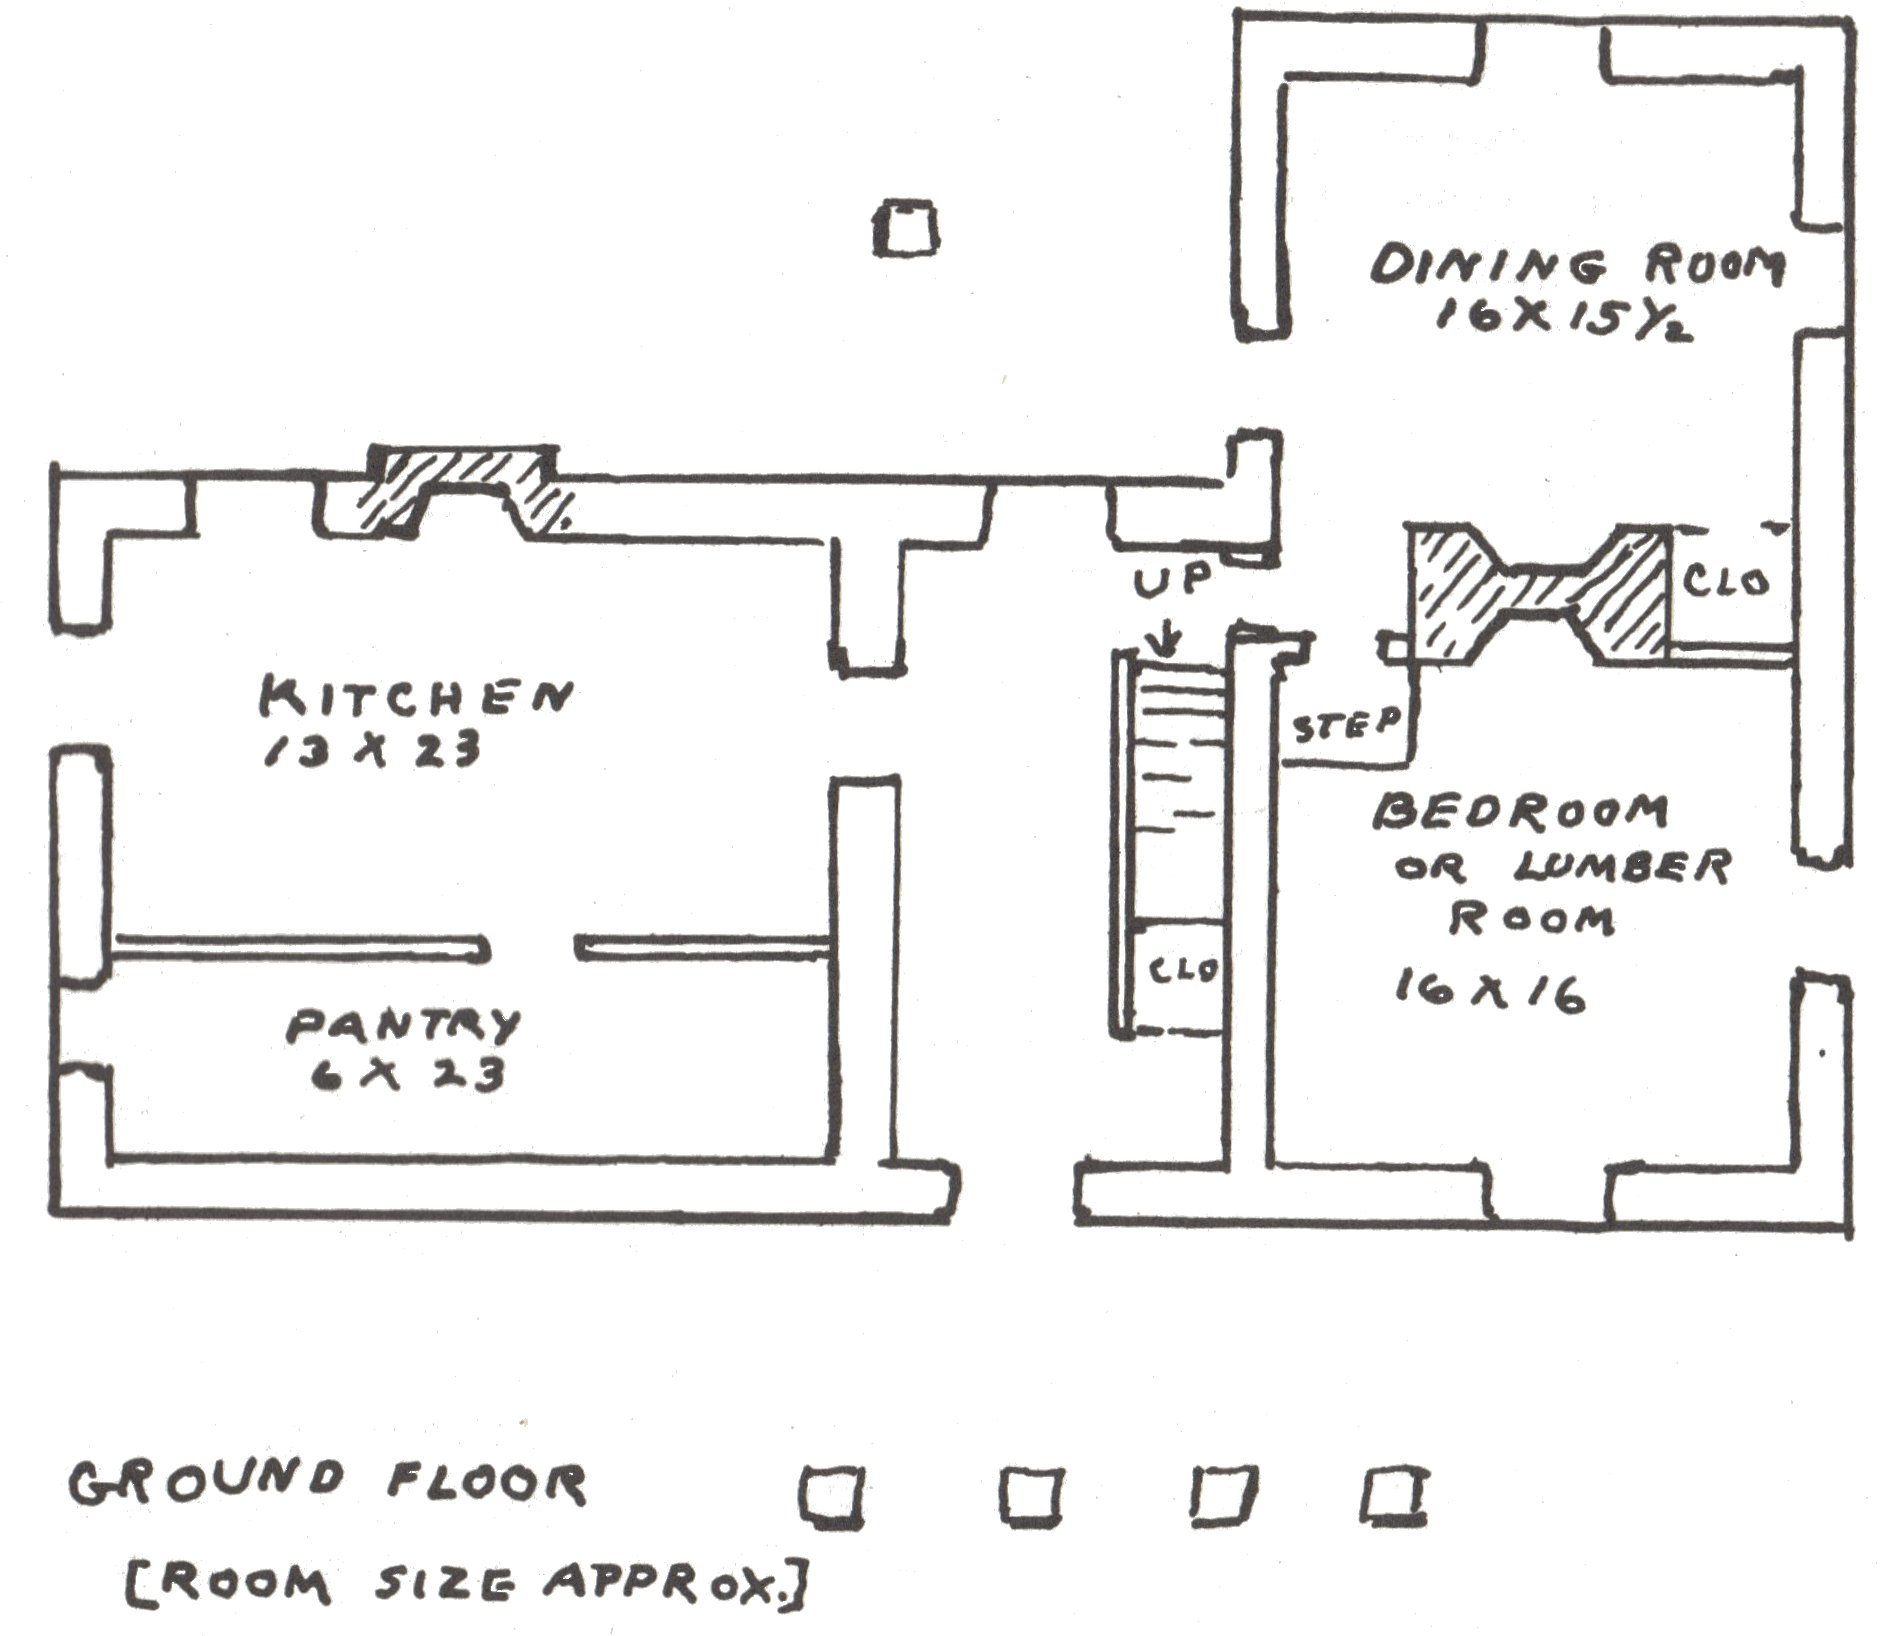 DINING ROOM
16 X 15 1/2
UP
CLO
KITCHEN
13 X 23
STEP
BEDROOM
OR LUMBER
ROOM
16 X 16
CLO
PANTRY
6 X 23
GROUND FLOOR
[ROOM SIZE APPROX.]